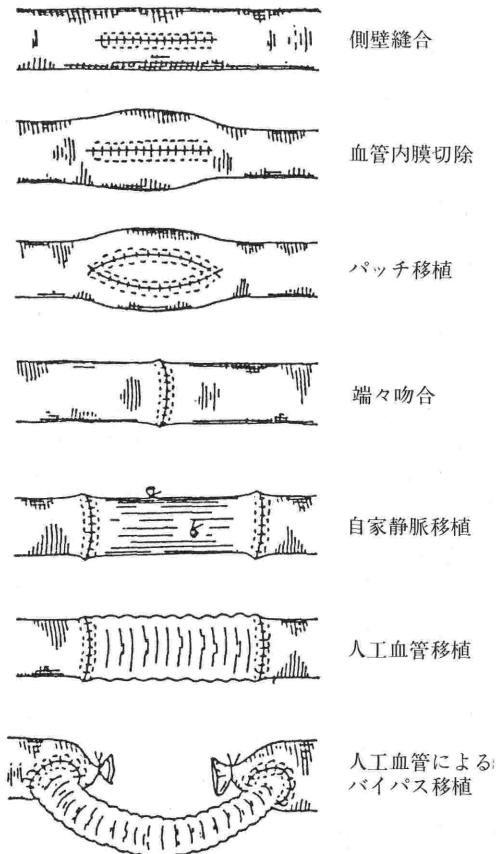 側壁縫合
血管内膜切除
パッチ移植
端々吻合
自家静脈移植
人工血管移植
人工血管による
バイパス移植